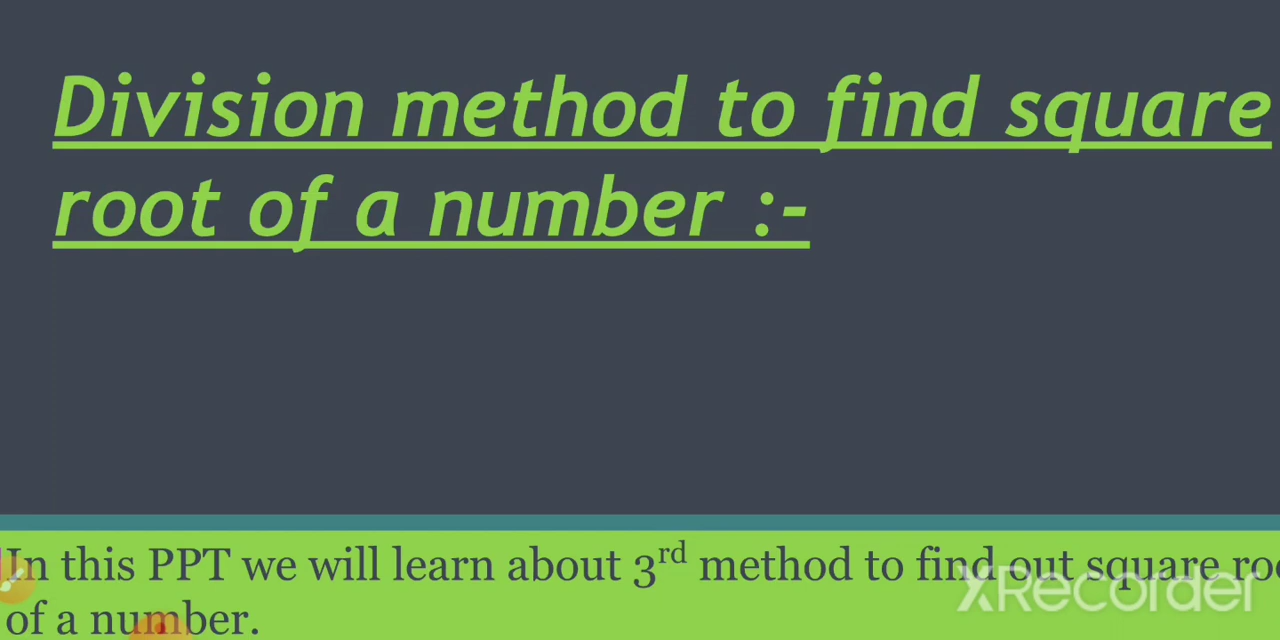 Division method to find square
root of a number :-
In this PPT we will learn about 3rd method to find out square
of a number.
XRecorder